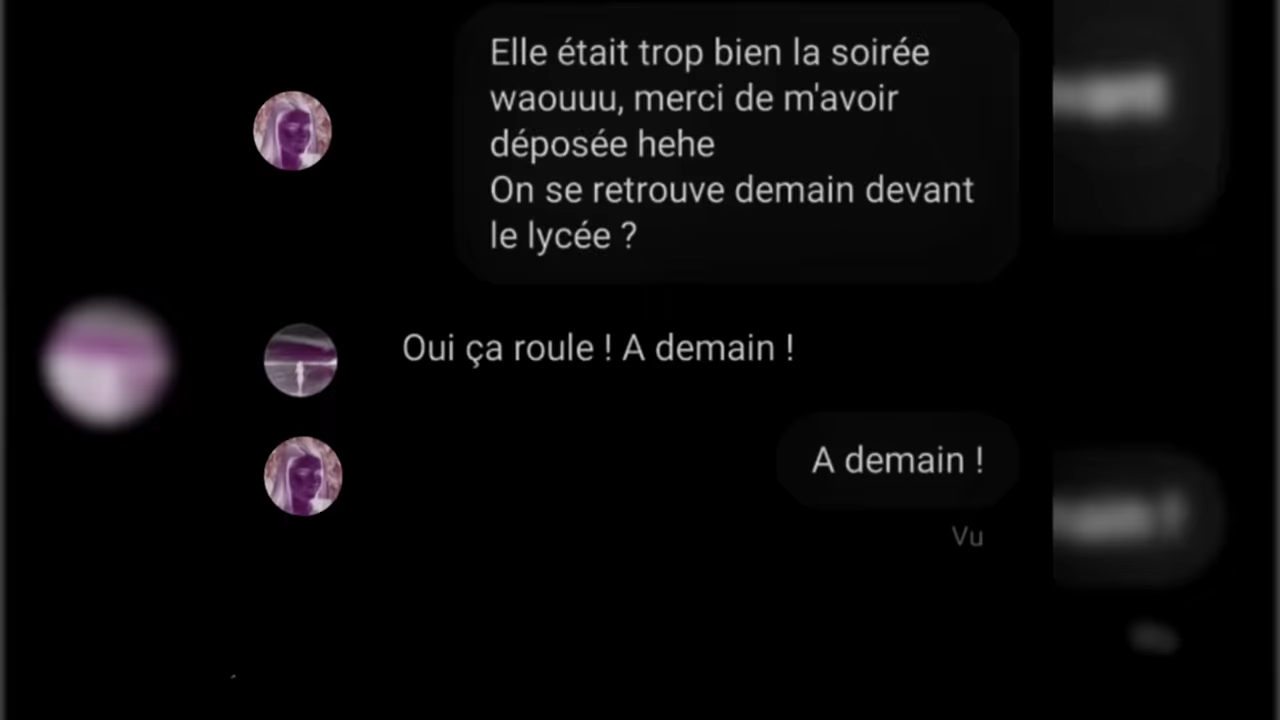 Elle était trop bien la soirée
waouuu, merci de m'avoir
déposée hehe
On se retrouve demain devant
le lycée ?
Oui ça roule ! A demain !
A demain !
Vu